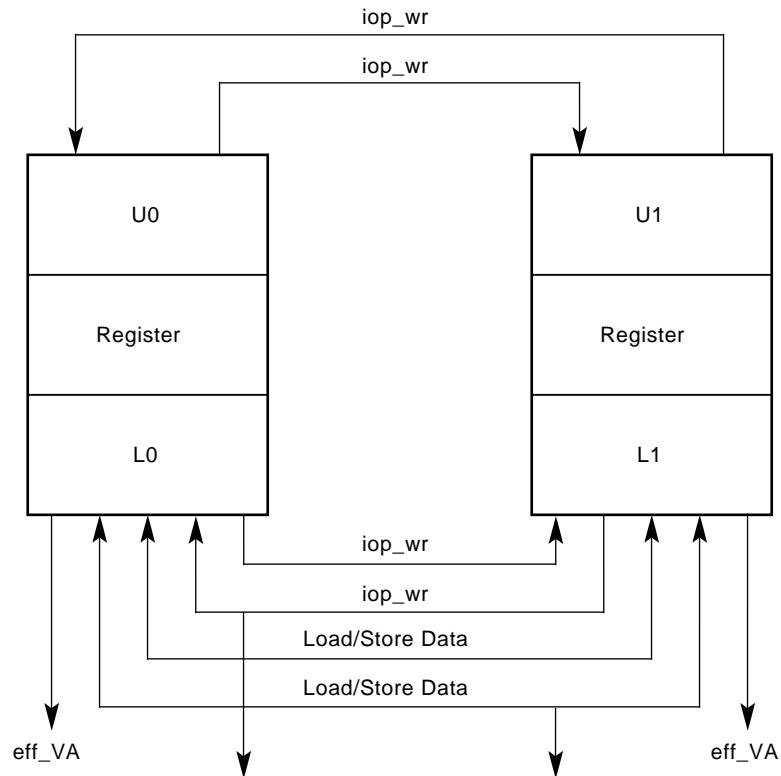 iop_wr
iop_wr
U0
U1
Register
Register
L0
L1
iop_wr
iop_wr
Load/Store Data
Load/Store Data
eff_VA
eff_VA